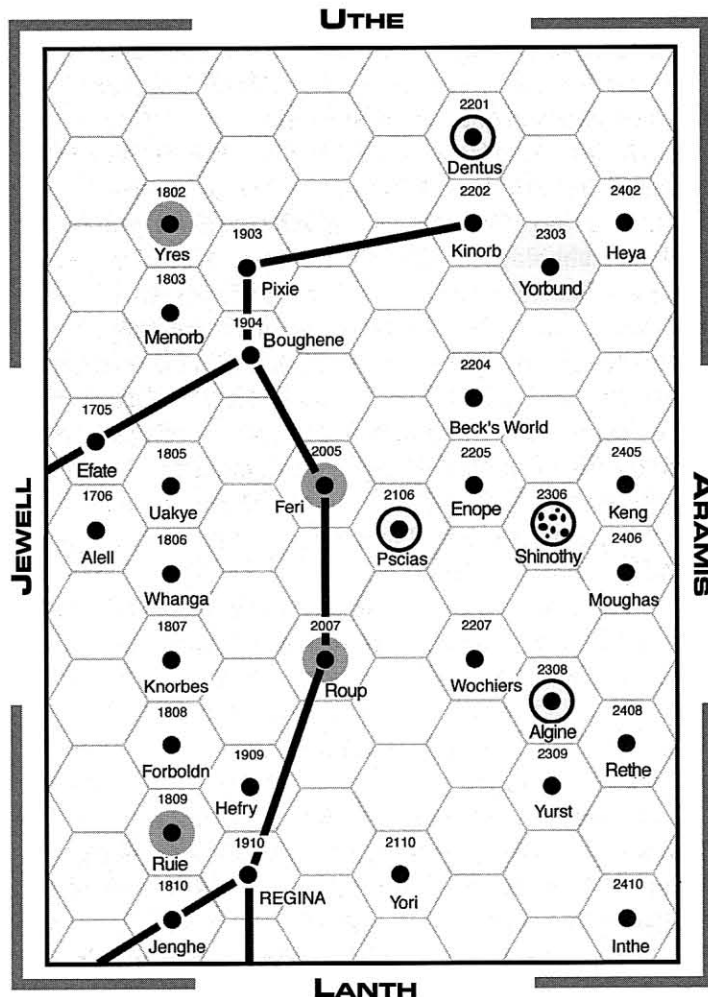 UTHE
2201
Dentus
1802
Yres
2202
Kinorb
2402
Heya
1903
Pixie
2303
Yorbund
1803
Menorb
1904
Boughene
2204
Beck's World
1705
Efate
1805
Uakye
2005
Feri
2205
Enope
2405
Keng
1706
Alell
2106
Pscias
2306
Shinothy
JEWELL
ARAMIS
1806
Whanga
2406
Moughas
1807
Knorbes
2007
Roup
2207
Wochiers
2308
Algine
1808
Forboldn
2408
Rethe
1909
Hefry
2309
Yurst
1809
Ruie
1910
REGINA
2110
Yori
1810
Jenghe
2410
Inthe
LANTH